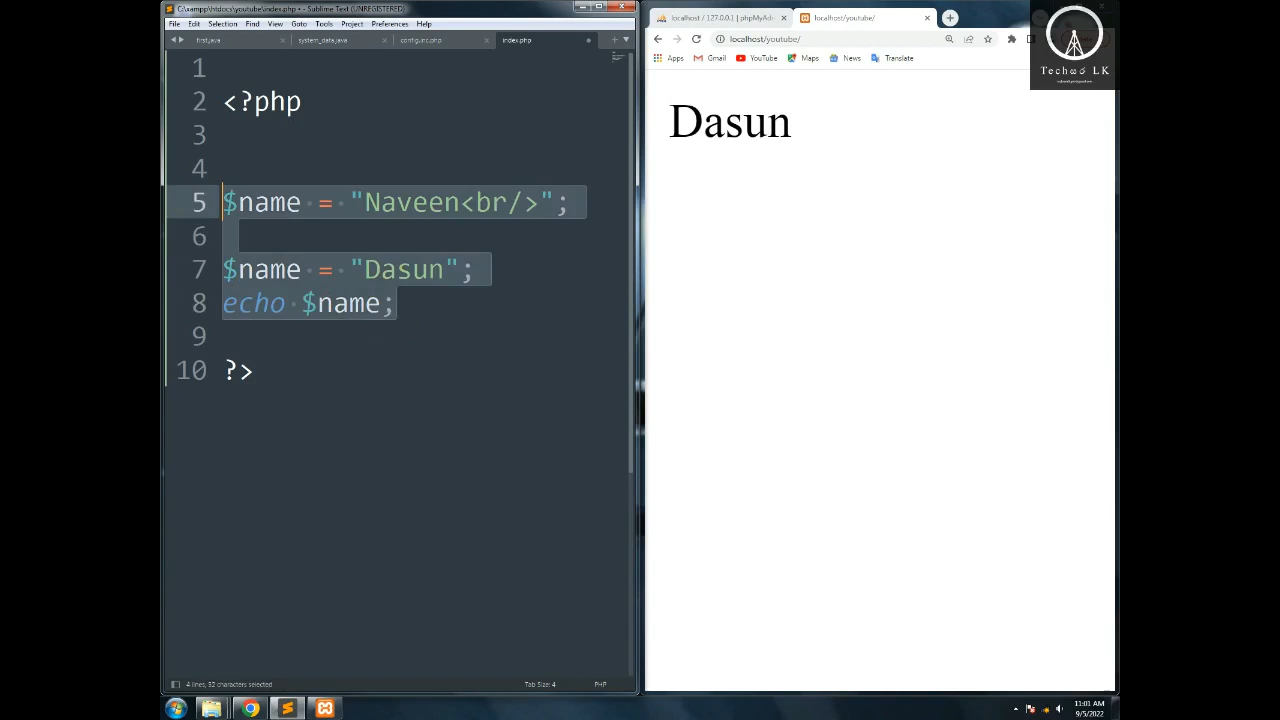 C:\xampp\htdocs\youtube\index.php • - Sublime Text (UNREGISTERED)
File Edit Selection Find View Goto Tools Project Preferences Help
first.java system_data.java config.inc.php index.php
1
2 <?php
3
4
5 $name = "Naveen<br/>";
6
7 $name = "Dasun";
8 echo $name;
9
10 ?>
4 lines, 52 characters selected Tab Size: 4 PHP
localhost / 127.0.0.1 | phpMyAd localhost/youtube/
localhost/youtube/
Apps Gmail YouTube Maps News Translate
Dasun
LK
11:01 AM
9/5/2022